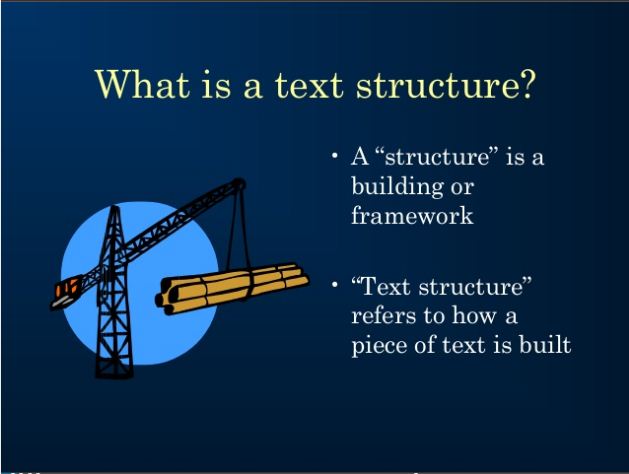 What is a text structure?
• A “structure” is a
building or
framework
• “Text structure”
refers to how a
piece of text is built